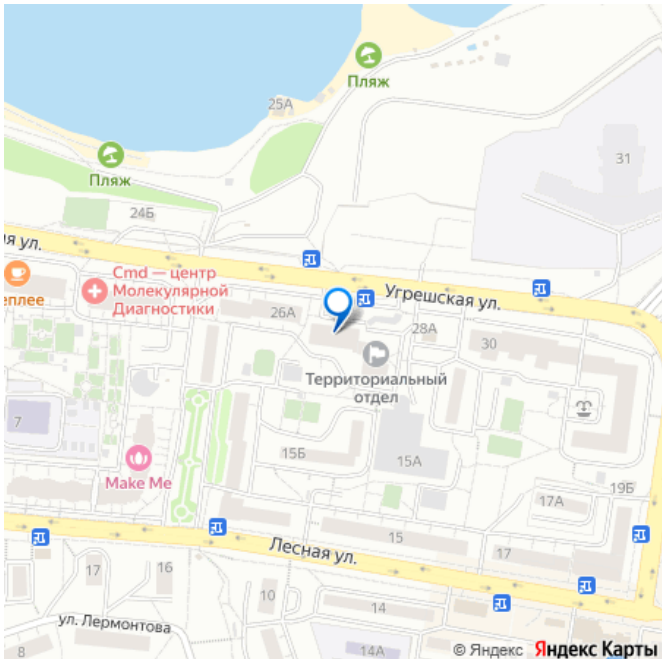 Пляж
25А
31
Пляж
24Б
ая ул.
еплее
Cmd — центр
Молекулярной
Диагностики
26А
Угрешская ул.
28А
30
Территориальный
отдел
7
15Б
15А
Make Me
19Б
17А
15
17
Лесная ул.
17
16
10
14
ул. Лермонтова
8
14А
© Яндекс Яндекс Карты